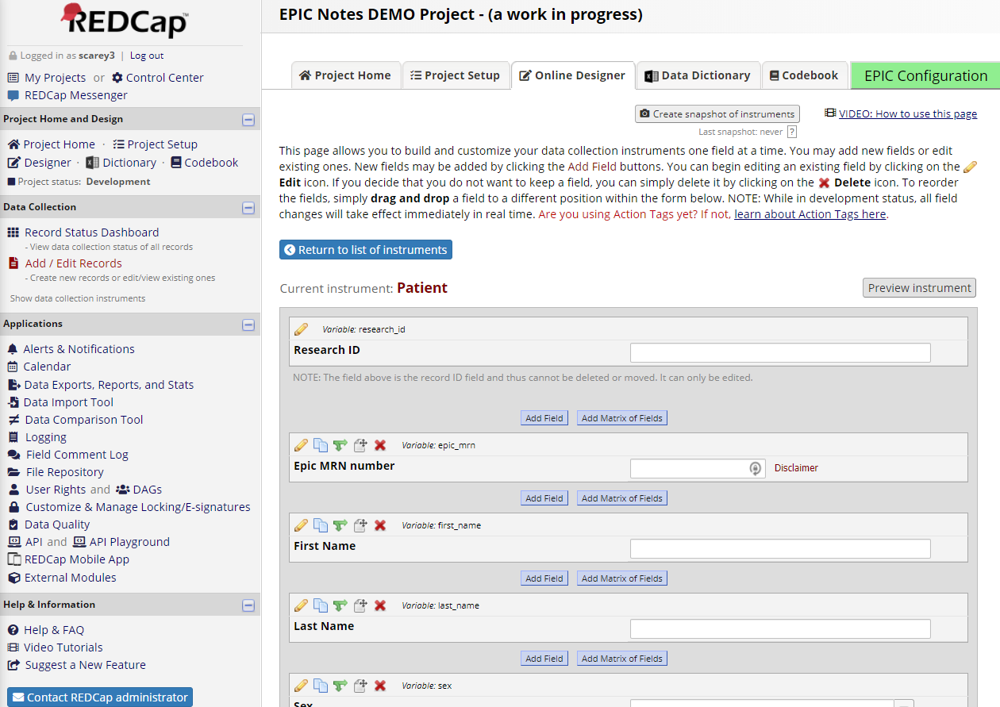 REDCap™
Logged in as scarey3 | Log out
My Projects or Control Center
REDCap Messenger
Project Home and Design
Project Home · Project Setup
Designer · Dictionary · Codebook
Project status: Development
Data Collection
Record Status Dashboard
- View data collection status of all records
Add / Edit Records
- Create new records or edit/view existing ones
Show data collection instruments
Applications
Alerts & Notifications
Calendar
Data Exports, Reports, and Stats
Data Import Tool
Data Comparison Tool
Logging
Field Comment Log
File Repository
User Rights and DAGs
Customize & Manage Locking/E-signatures
Data Quality
API and API Playground
REDCap Mobile App
External Modules
Help & Information
Help & FAQ
Video Tutorials
Suggest a New Feature
Contact REDCap administrator
EPIC Notes DEMO Project - (a work in progress)
Project Home
Project Setup
Online Designer
Data Dictionary
Codebook
EPIC Configuration
Create snapshot of instruments
VIDEO: How to use this page
Last snapshot: never ?
This page allows you to build and customize your data collection instruments one field at a time. You may add new fields or edit
existing ones. New fields may be added by clicking the Add Field buttons. You can begin editing an existing field by clicking on the
Edit icon. If you decide that you do not want to keep a field, you can simply delete it by clicking on the Delete icon. To reorder
the fields, simply drag and drop a field to a different position within the form below. NOTE: While in development status, all field
changes will take effect immediately in real time. Are you using Action Tags yet? If not, learn about Action Tags here.
Return to list of instruments
Current instrument: Patient
Preview instrument
Variable: research_id
Research ID
NOTE: The field above is the record ID field and thus cannot be deleted or moved. It can only be edited.
Add Field Add Matrix of Fields
Variable: epic_mrn
Epic MRN number
Disclaimer
Add Field Add Matrix of Fields
Variable: first_name
First Name
Add Field Add Matrix of Fields
Variable: last_name
Last Name
Add Field Add Matrix of Fields
Variable: sex
Sex